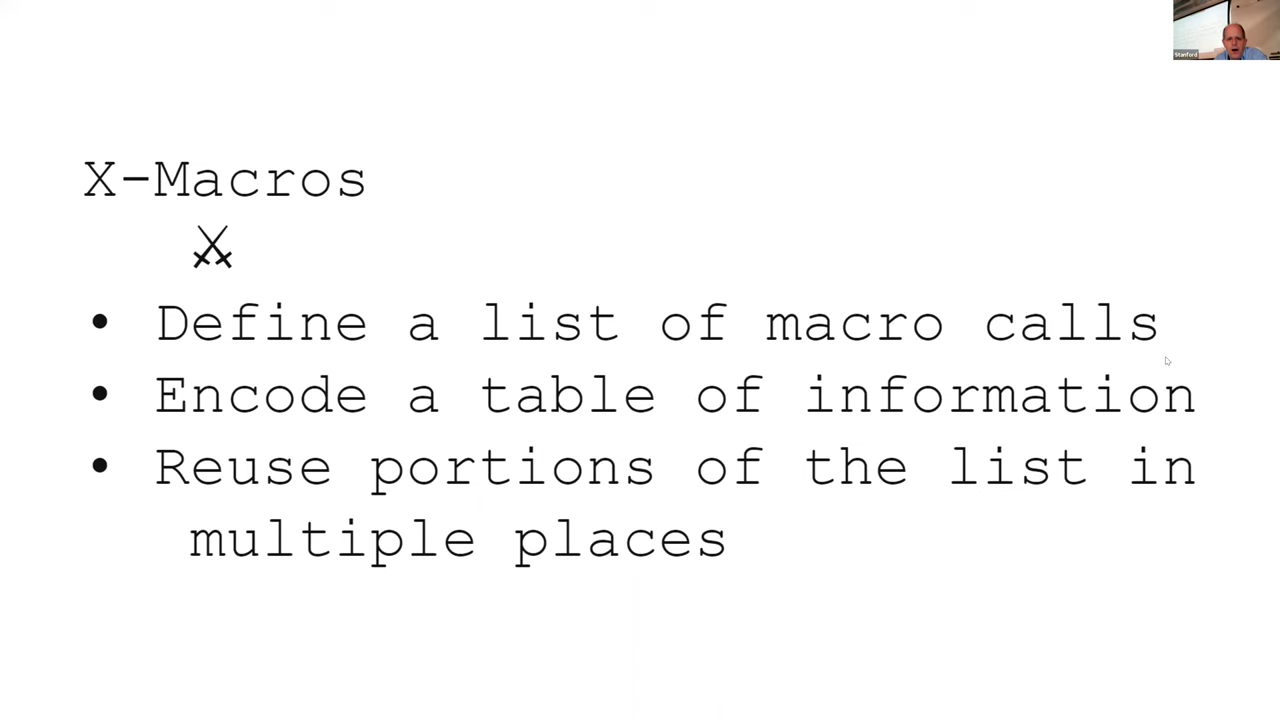 Stanford
X-Macros
⚔
• Define a list of macro calls
• Encode a table of information
• Reuse portions of the list in
multiple places